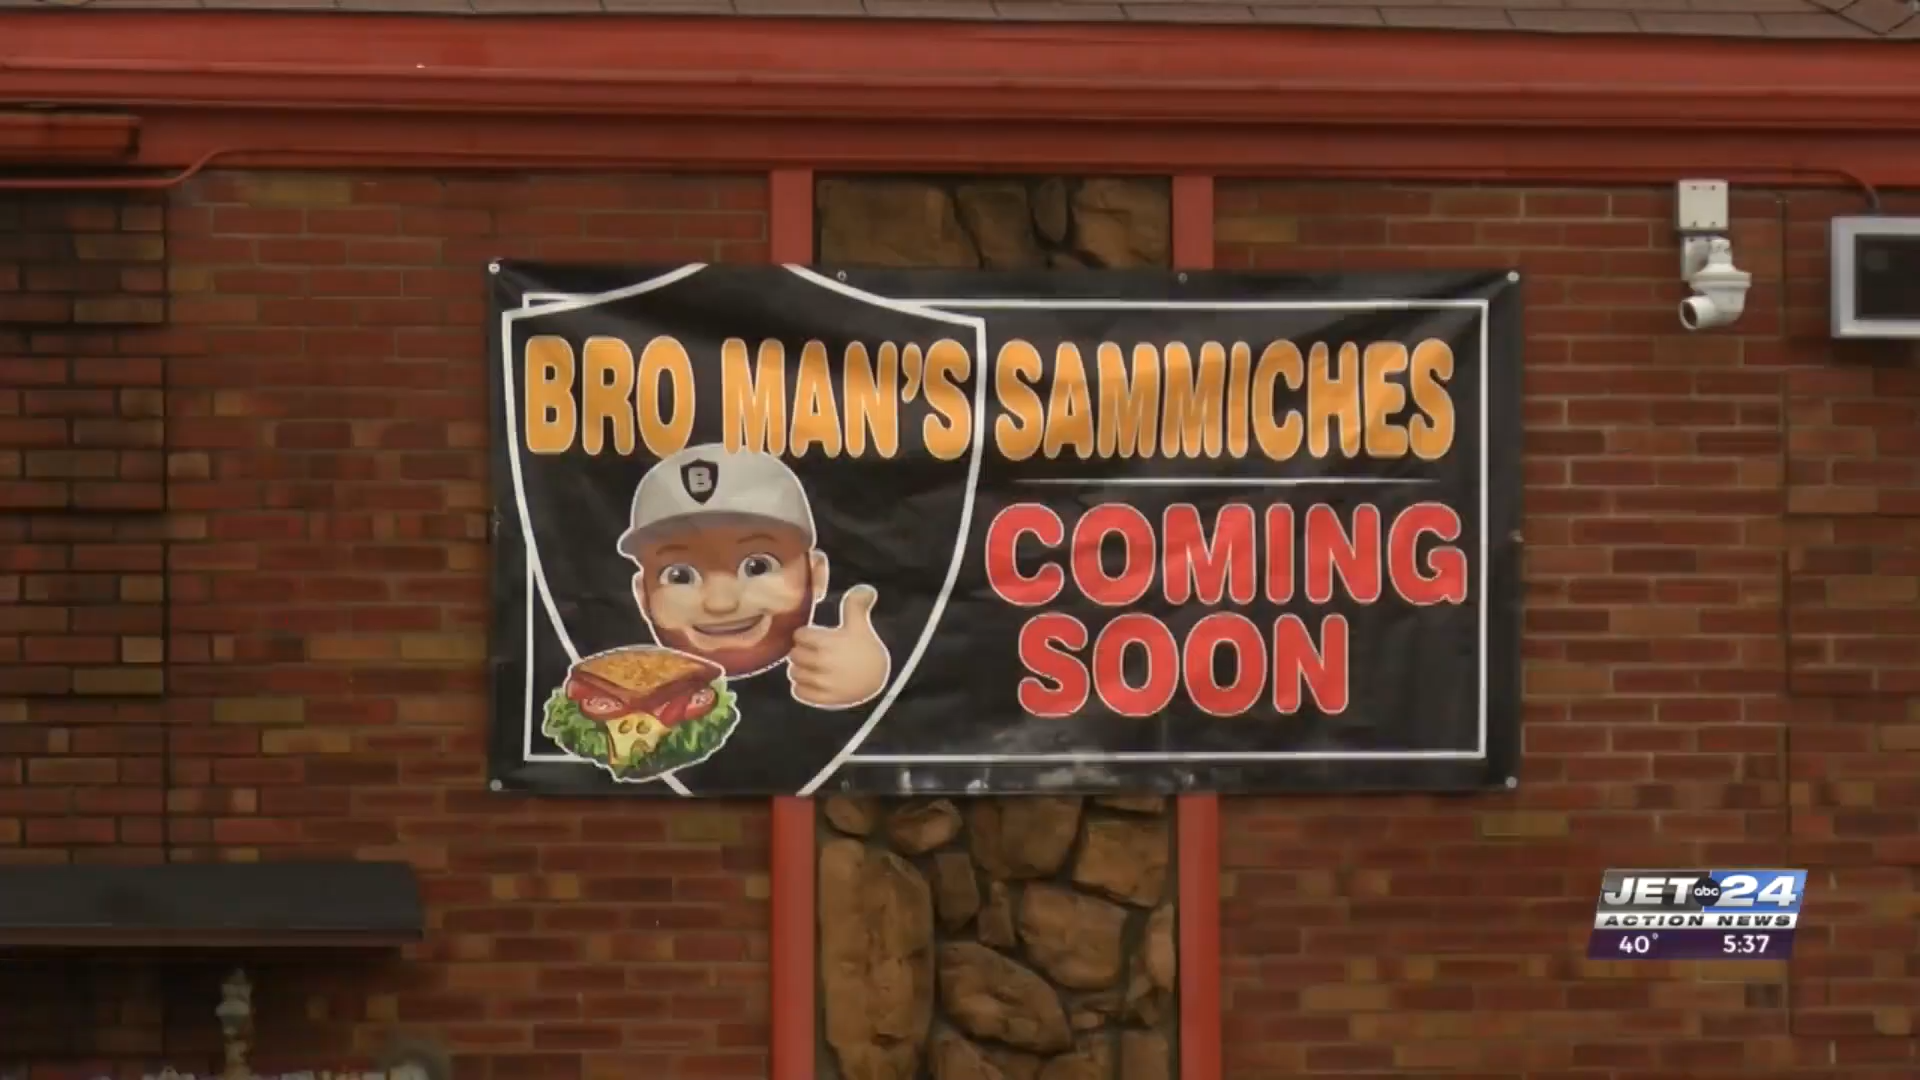 BRO MAN'S SAMMICHES
COMING
SOON
B
JET abc 24
ACTION NEWS
40° 5:37